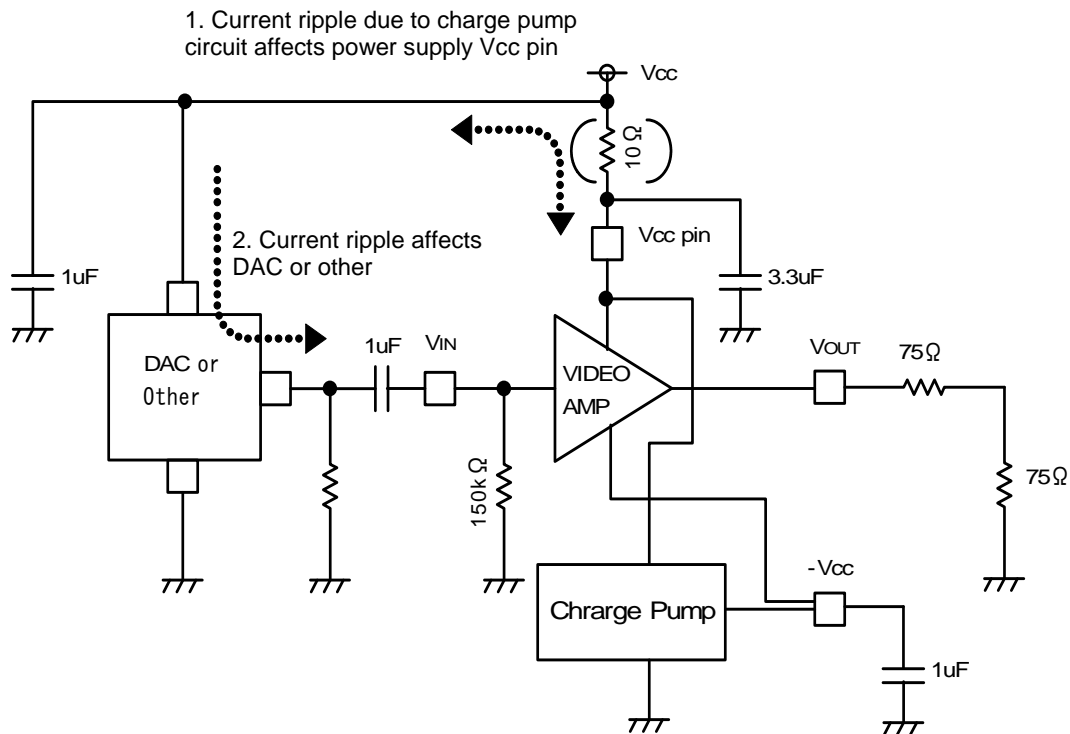 1. Current ripple due to charge pump
circuit affects power supply Vcc pin
Vcc
10Ω
Vcc pin
2. Current ripple affects
DAC or other
1uF
3.3uF
DAC or
Other
1uF
VIN
VIDEO
AMP
VOUT
75Ω
75Ω
150kΩ
-Vcc
Chrarge Pump
1uF